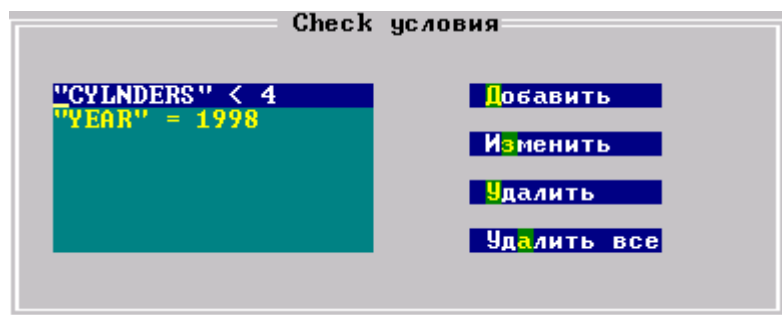 Check условия
"CYLNDERS" < 4
"YEAR" = 1998
Добавить
Изменить
Удалить
Удалить все